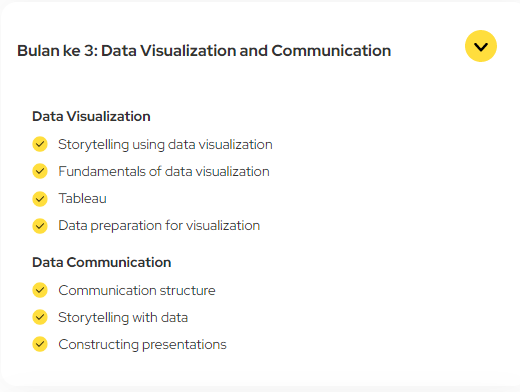 Bulan ke 3: Data Visualization and Communication
Data Visualization
Storytelling using data visualization
Fundamentals of data visualization
Tableau
Data preparation for visualization
Data Communication
Communication structure
Storytelling with data
Constructing presentations